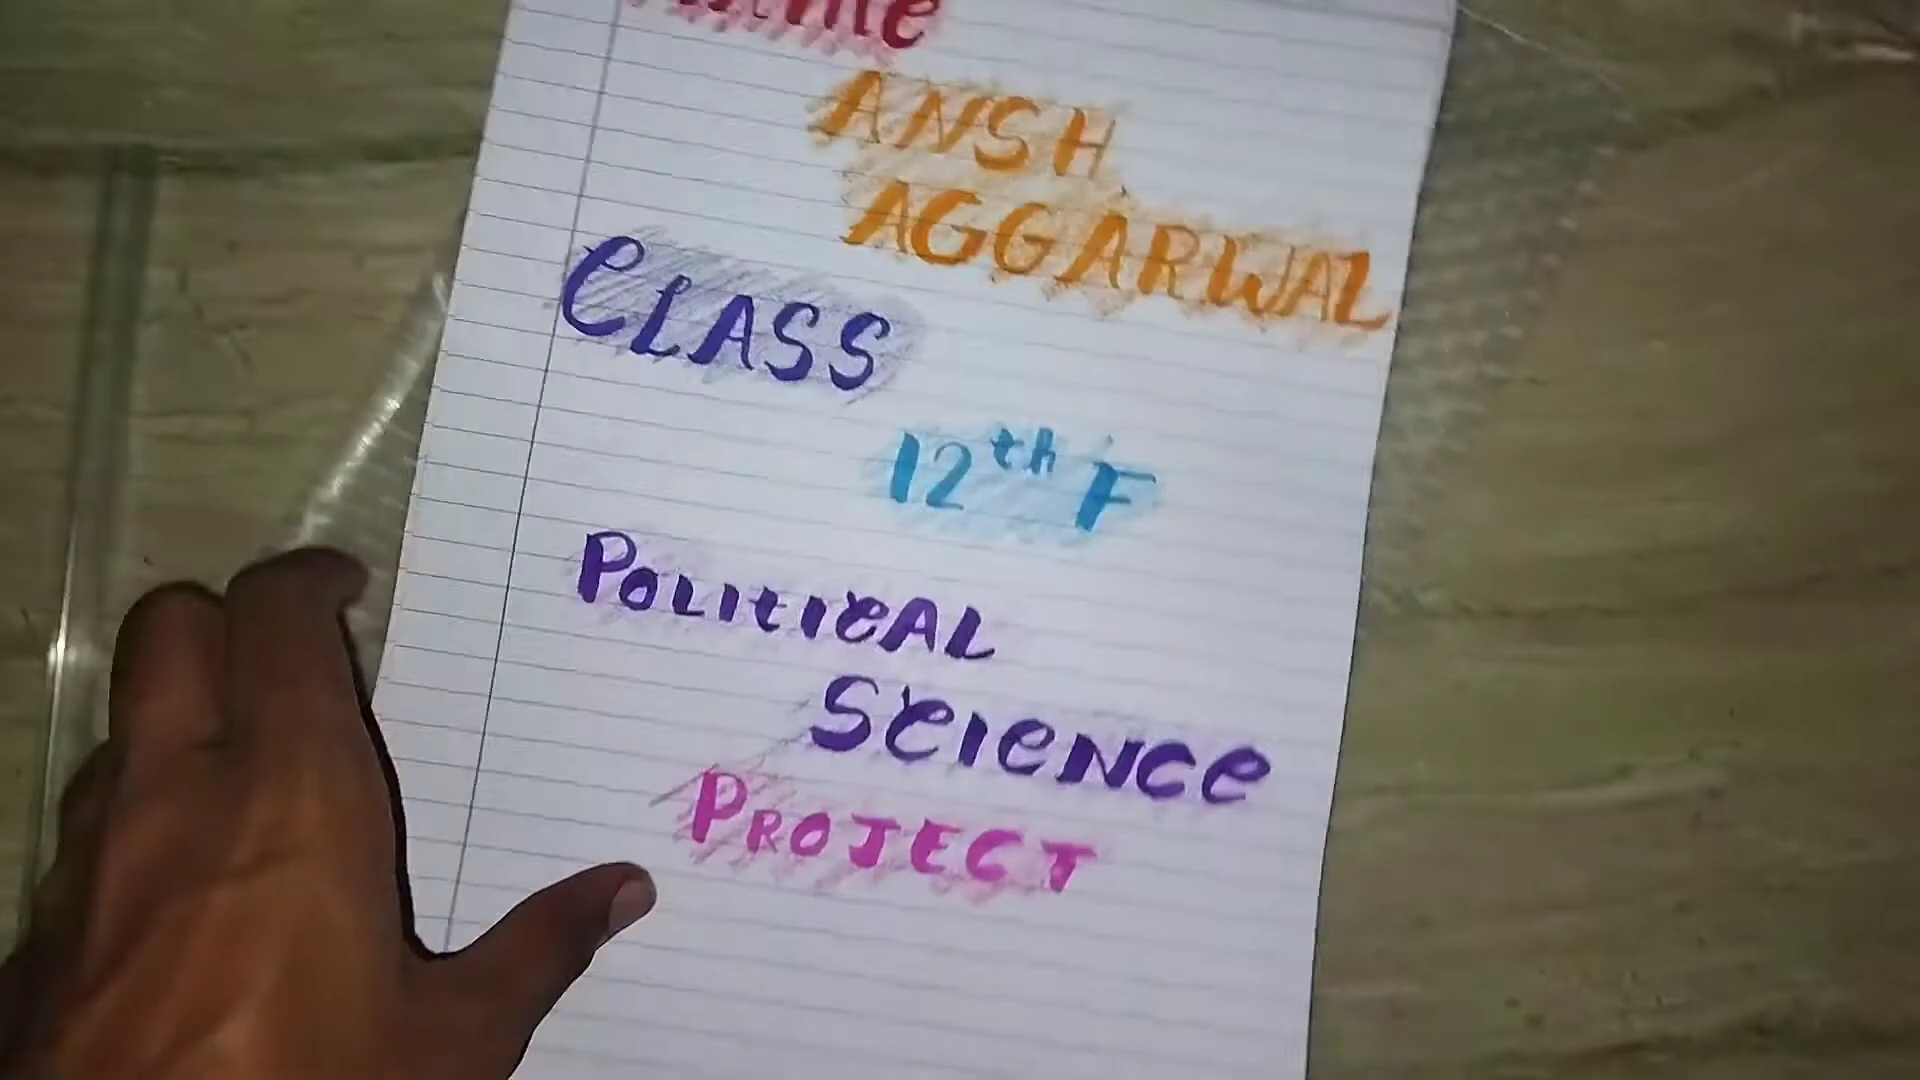 ANSH
AGGARWAL
CLASS
12th F
POLITICAL
SCIENCE
PROJECT